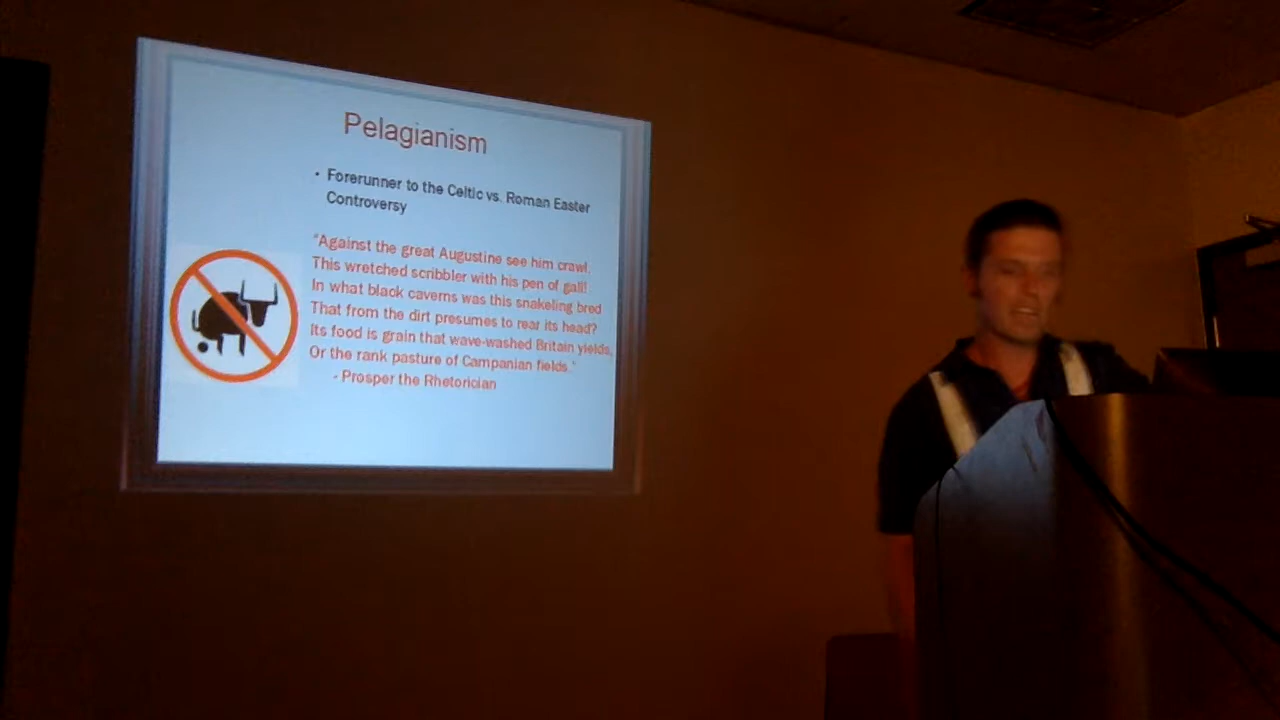 Pelagianism
• Forerunner to the Celtic vs. Roman Easter
Controversy
"Against the great Augustine see him crawl,
This wretched scribbler with his pen of gall!
In what black caverns was this snakeling bred
That from the dirt presumes to rear its head?
Its food is grain that wave-washed Britain yields,
Or the rank pasture of Campanian fields."
- Prosper the Rhetorician